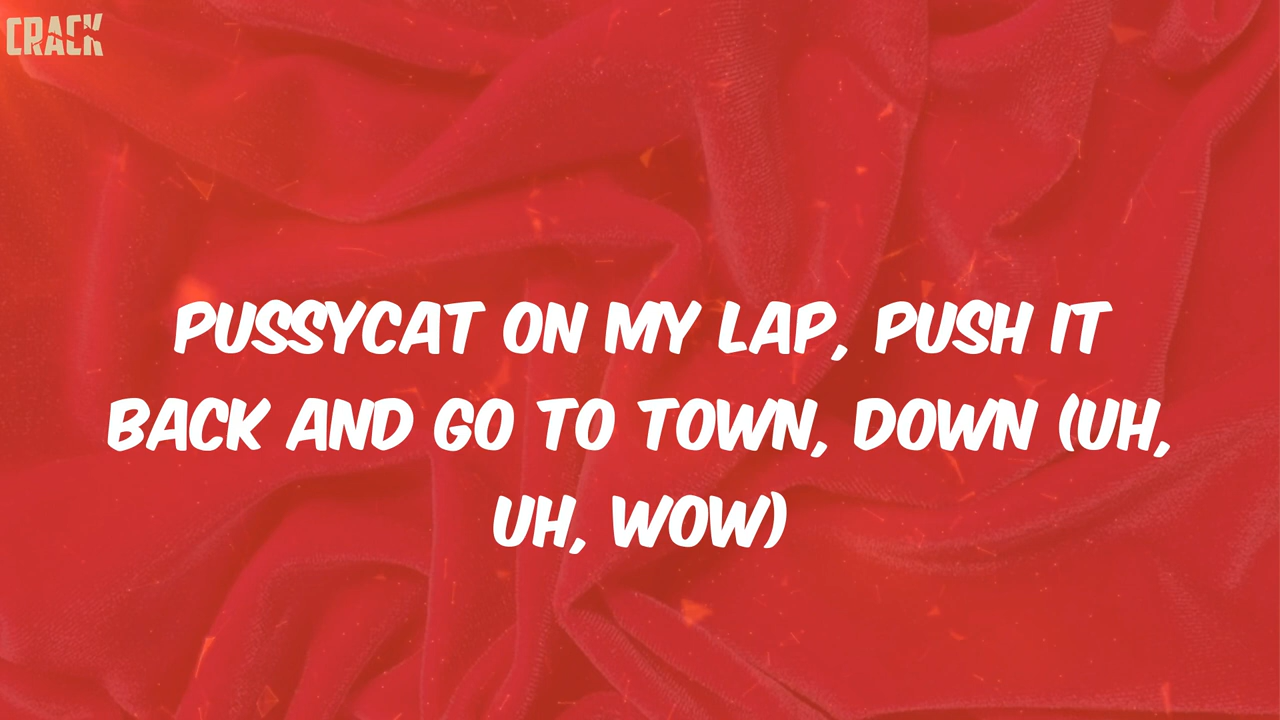 CRACK
PUSSYCAT ON MY LAP, PUSH IT
BACK AND GO TO TOWN, DOWN (UH,
UH, WOW)